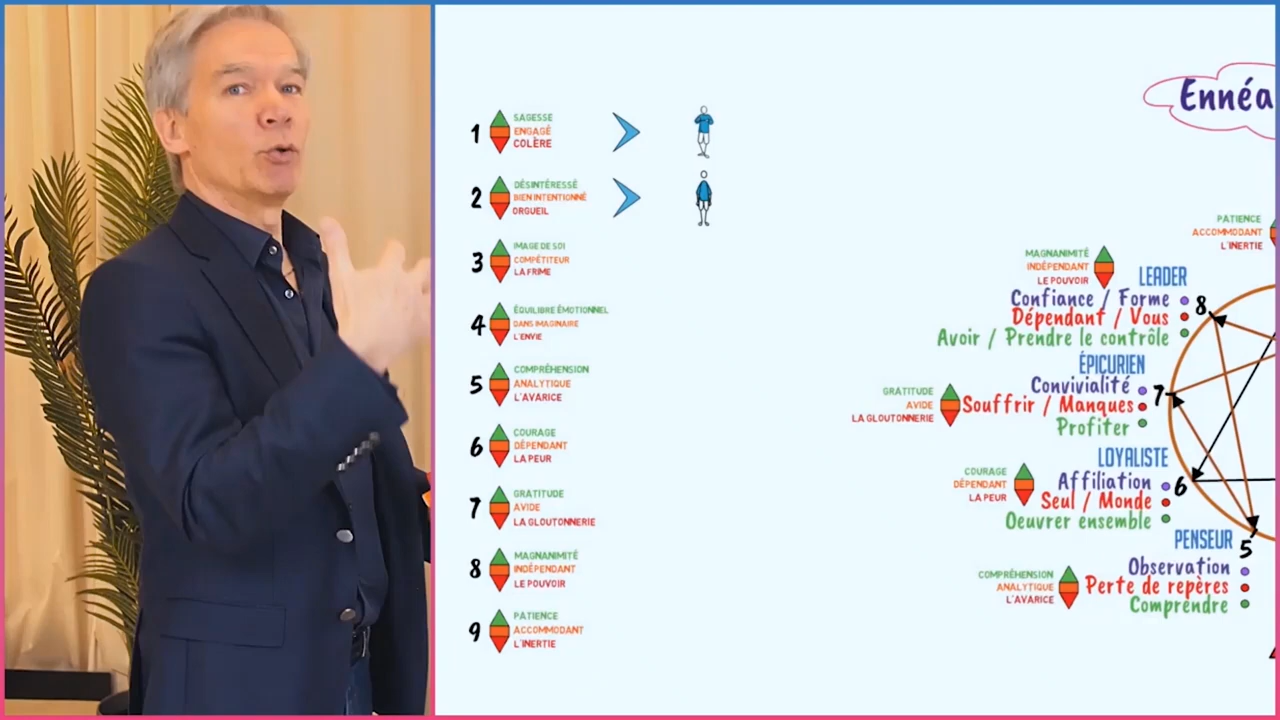 1
SAGESSE
ENGAGÉ
COLÈRE
2
DÉSINTÉRESSÉ
BIEN INTENTIONNÉ
ORGUEIL
3
IMAGE DE SOI
COMPÉTITEUR
LA FRIME
4
ÉQUILIBRE ÉMOTIONNEL
DANS IMAGINAIRE
L'ENVIE
5
COMPRÉHENSION
ANALYTIQUE
L'AVARICE
6
COURAGE
DÉPENDANT
LA PEUR
7
GRATITUDE
AVIDE
LA GLOUTONNERIE
8
MAGNANIMITÉ
INDÉPENDANT
LE POUVOIR
9
PATIENCE
ACCOMMODANT
L'INERTIE
Ennéa
PATIENCE
ACCOMMODANT
L'INERTIE
MAGNANIMITÉ
INDÉPENDANT
LE POUVOIR
LEADER
8
Confiance / Forme
Dépendant / Vous
Avoir / Prendre le contrôle
GRATITUDE
AVIDE
LA GLOUTONNERIE
ÉPICURIEN
7
Convivialité
Souffrir / Manques
Profiter
COURAGE
DÉPENDANT
LA PEUR
LOYALISTE
6
Affiliation
Seul / Monde
Oeuvrer ensemble
COMPRÉHENSION
ANALYTIQUE
L'AVARICE
PENSEUR
5
Observation
Perte de repères
Comprendre